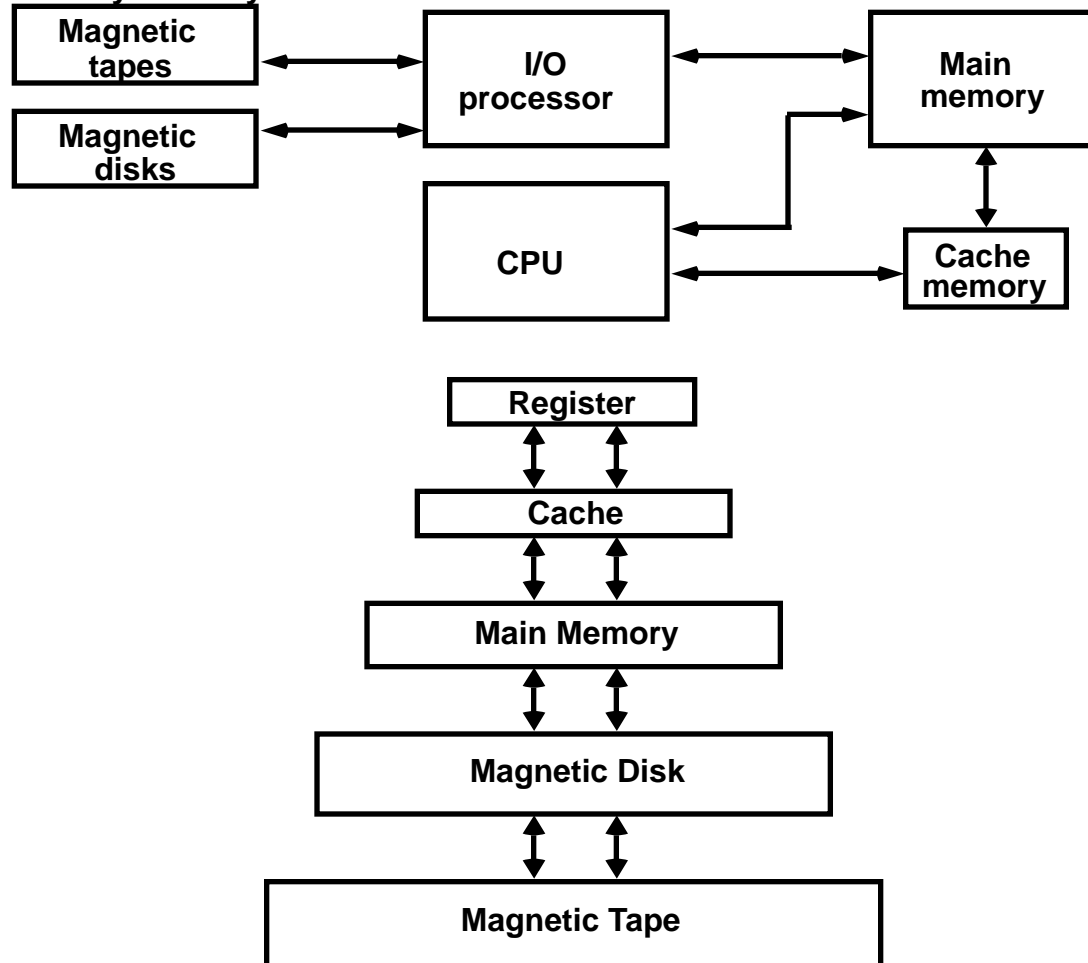 Magnetic
tapes
I/O
processor
Main
memory
Magnetic
disks
CPU
Cache
memory
Register
Cache
Main Memory
Magnetic Disk
Magnetic Tape